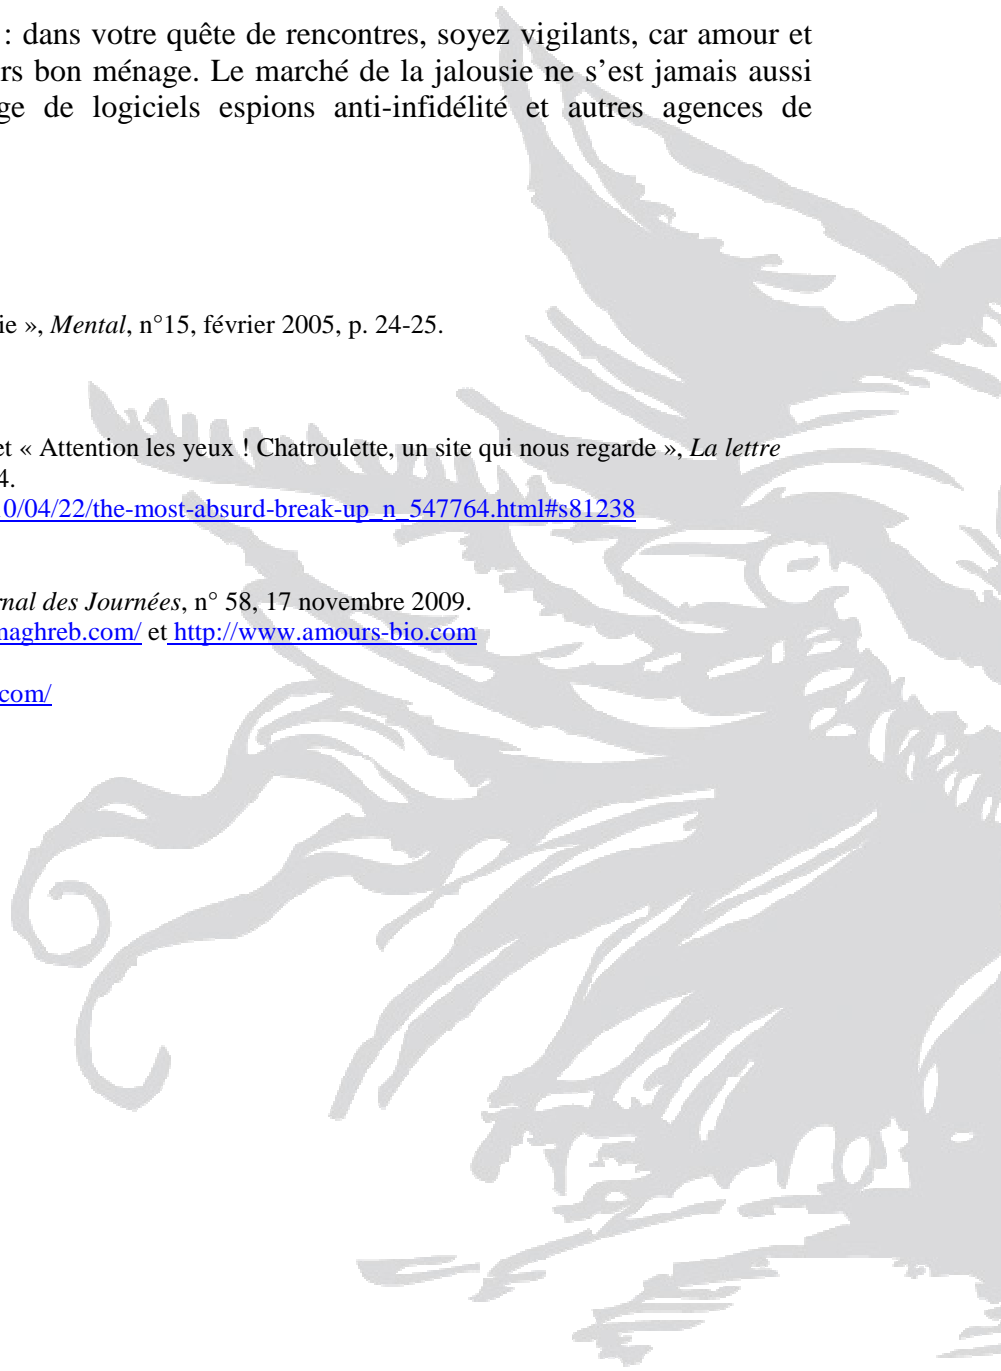 : dans votre quête de rencontres, soyez vigilants, car amour et
rs bon ménage. Le marché de la jalousie ne s’est jamais aussi
ge de logiciels espions anti-infidélité et autres agences de
ie », Mental, n°15, février 2005, p. 24-25.
et « Attention les yeux ! Chatroulette, un site qui nous regarde », La lettre
4.
0/04/22/the-most-absurd-break-up_n_547764.html#s81238
rnal des Journées, n° 58, 17 novembre 2009.
naghreb.com/ et http://www.amours-bio.com
com/